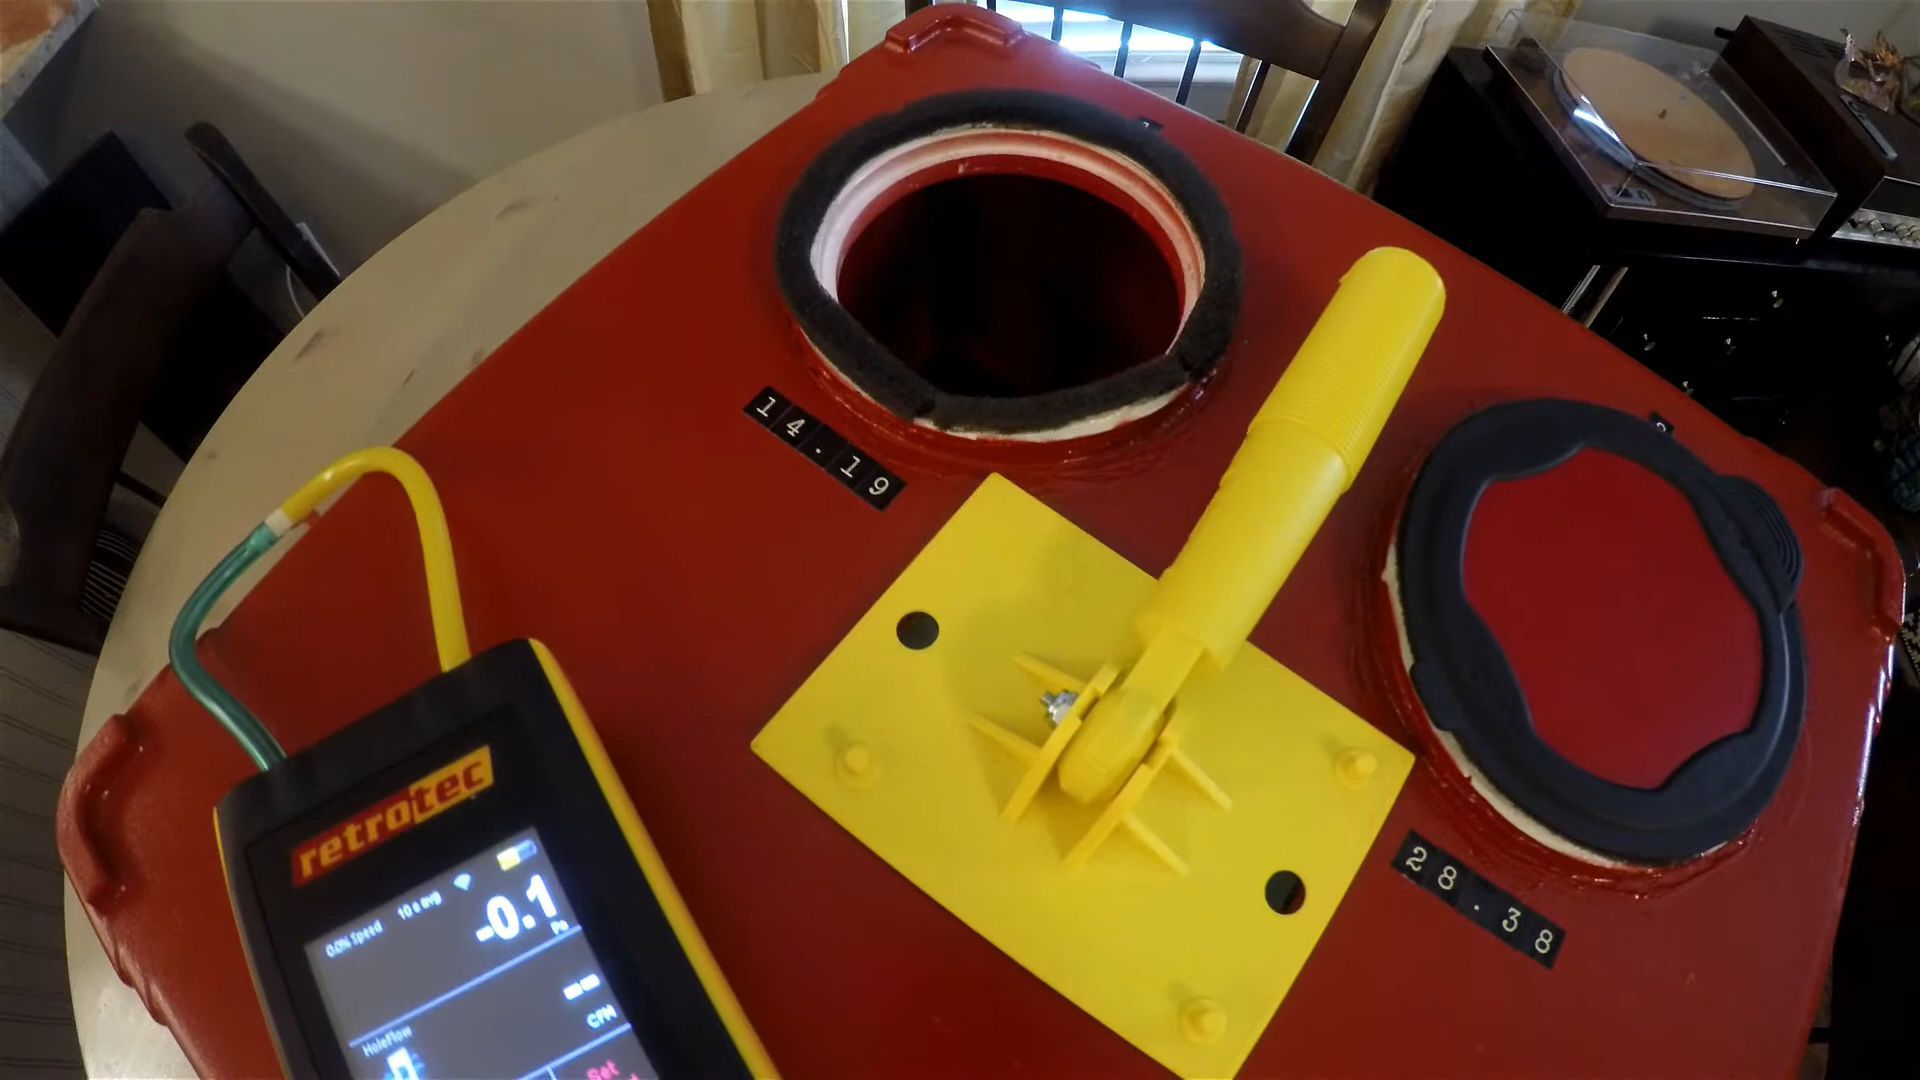 14.19
28.38
retrotec
0.0% Speed
10 s avg
-0.1
Pa
--
CFM
HoleFlow
Set